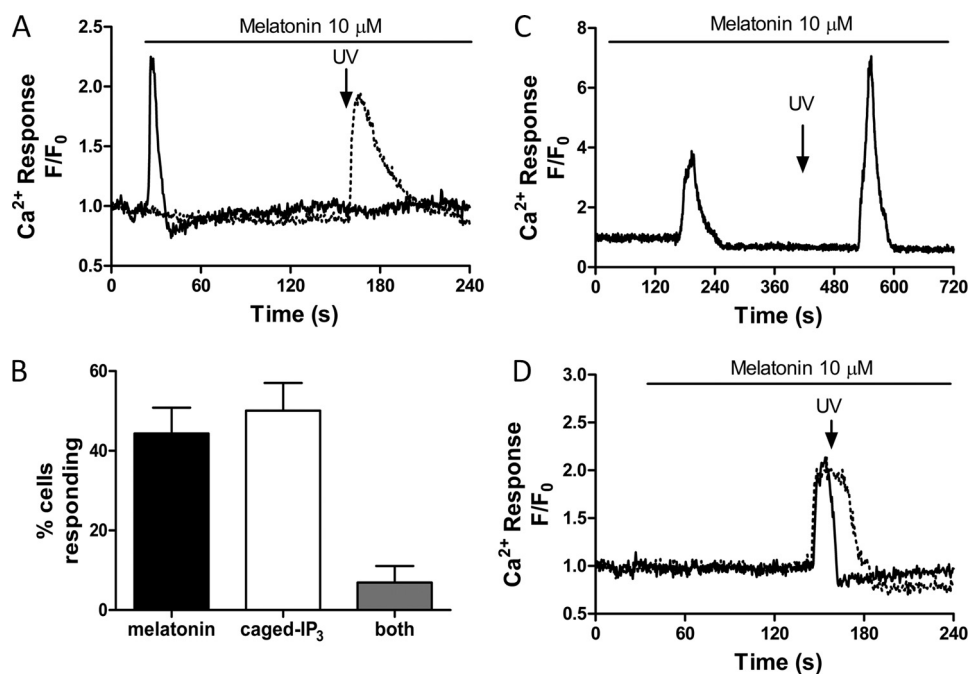 A
Melatonin 10 μM
UV
Ca2+ Response
F/F0
2.5
2.0
1.5
1.0
0.5
0
60
120
180
240
Time (s)
C
Melatonin 10 μM
UV
Ca2+ Response
F/F0
8
6
4
2
0
0
120
240
360
480
600
720
Time (s)
B
% cells
responding
60
40
20
0
melatonin
caged-IP3
both
D
Melatonin 10 μM
UV
Ca2+ Response
F/F0
3.0
2.5
2.0
1.5
1.0
0.5
0
60
120
180
240
Time (s)